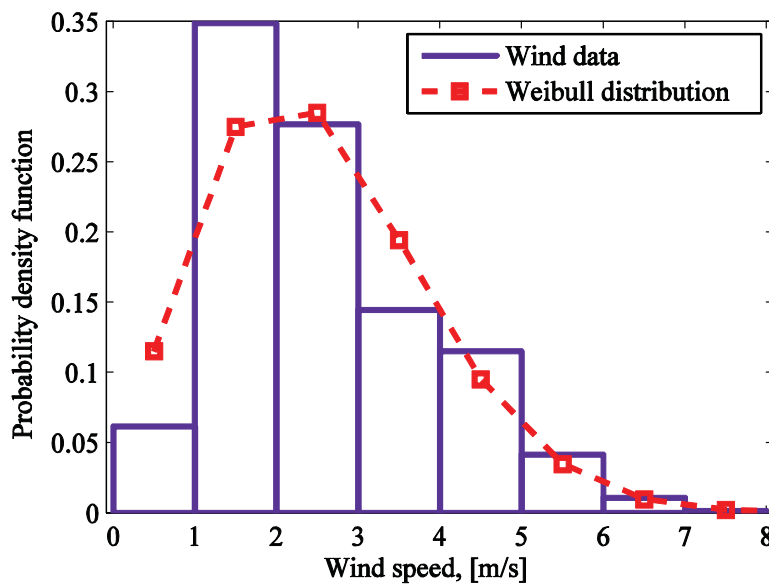 0.35
0.3
0.25
0.2
0.15
0.1
0.05
0
Probability density function
Wind data
Weibull distribution
0 1 2 3 4 5 6 7 8
Wind speed, [m/s]